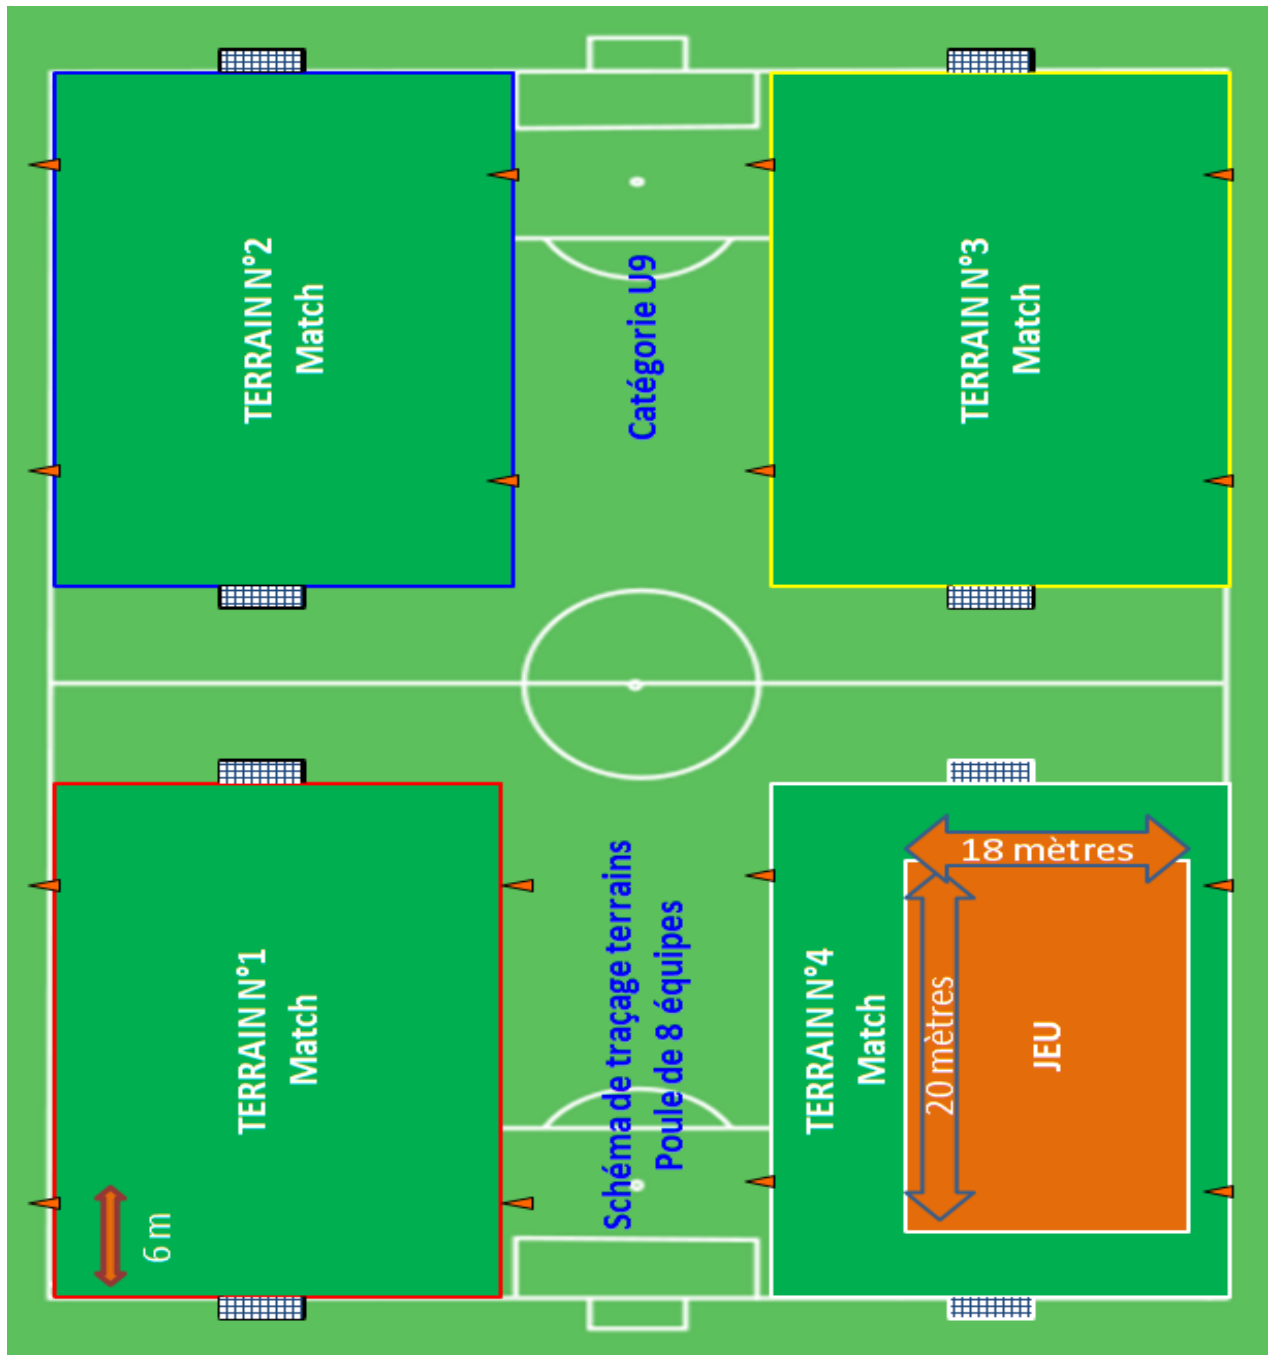 TERRAIN N°2
Match
Catégorie U9
TERRAIN N°3
Match
TERRAIN N°1
Match
6 m
Schéma de traçage terrains
Poule de 8 équipes
TERRAIN N°4
Match
18 mètres
20 mètres
JEU